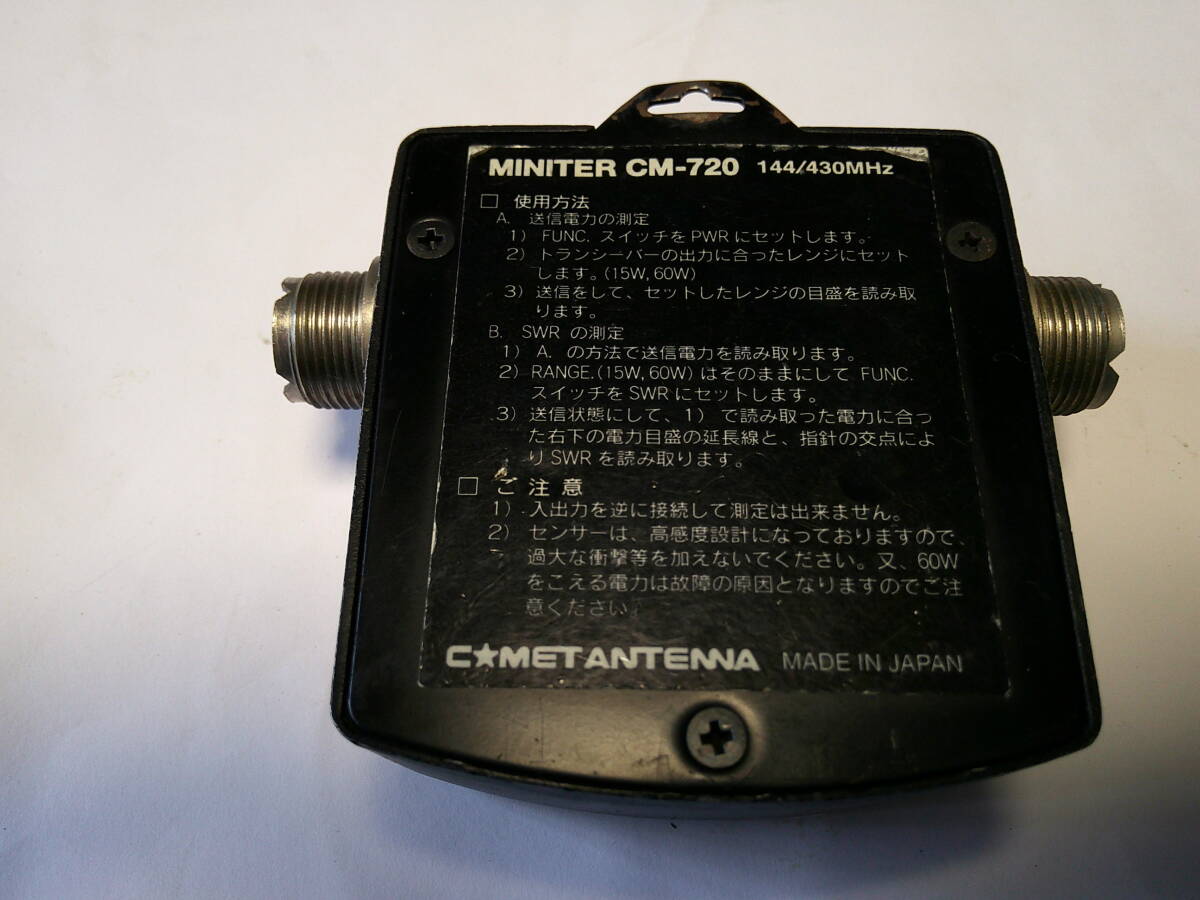 MINITER CM-720 144/430MHz
□ 使用方法
A. 送信電力の測定
1) FUNC. スイッチをPWRにセットします。
2) トランシーバーの出力に合ったレンジにセット
します。(15W, 60W)
3) 送信をして、セットしたレンジの目盛を読み取
ります。
B. SWR の測定
1) A. の方法で送信電力を読み取ります。
2) RANGE.(15W, 60W) はそのままにして FUNC.
スイッチを SWR にセットします。
3) 送信状態にして、1) で読み取った電力に合っ
た右下の電力目盛の延長線と、指針の交点によ
り SWR を読み取ります。
□ ご注意
1) 入出力を逆に接続して測定は出来ません。
2) センサーは、高感度設計になっておりますので、
過大な衝撃等を加えないでください。又、60W
をこえる電力は故障の原因となりますのでご注
意ください。
C★MET ANTENNA MADE IN JAPAN